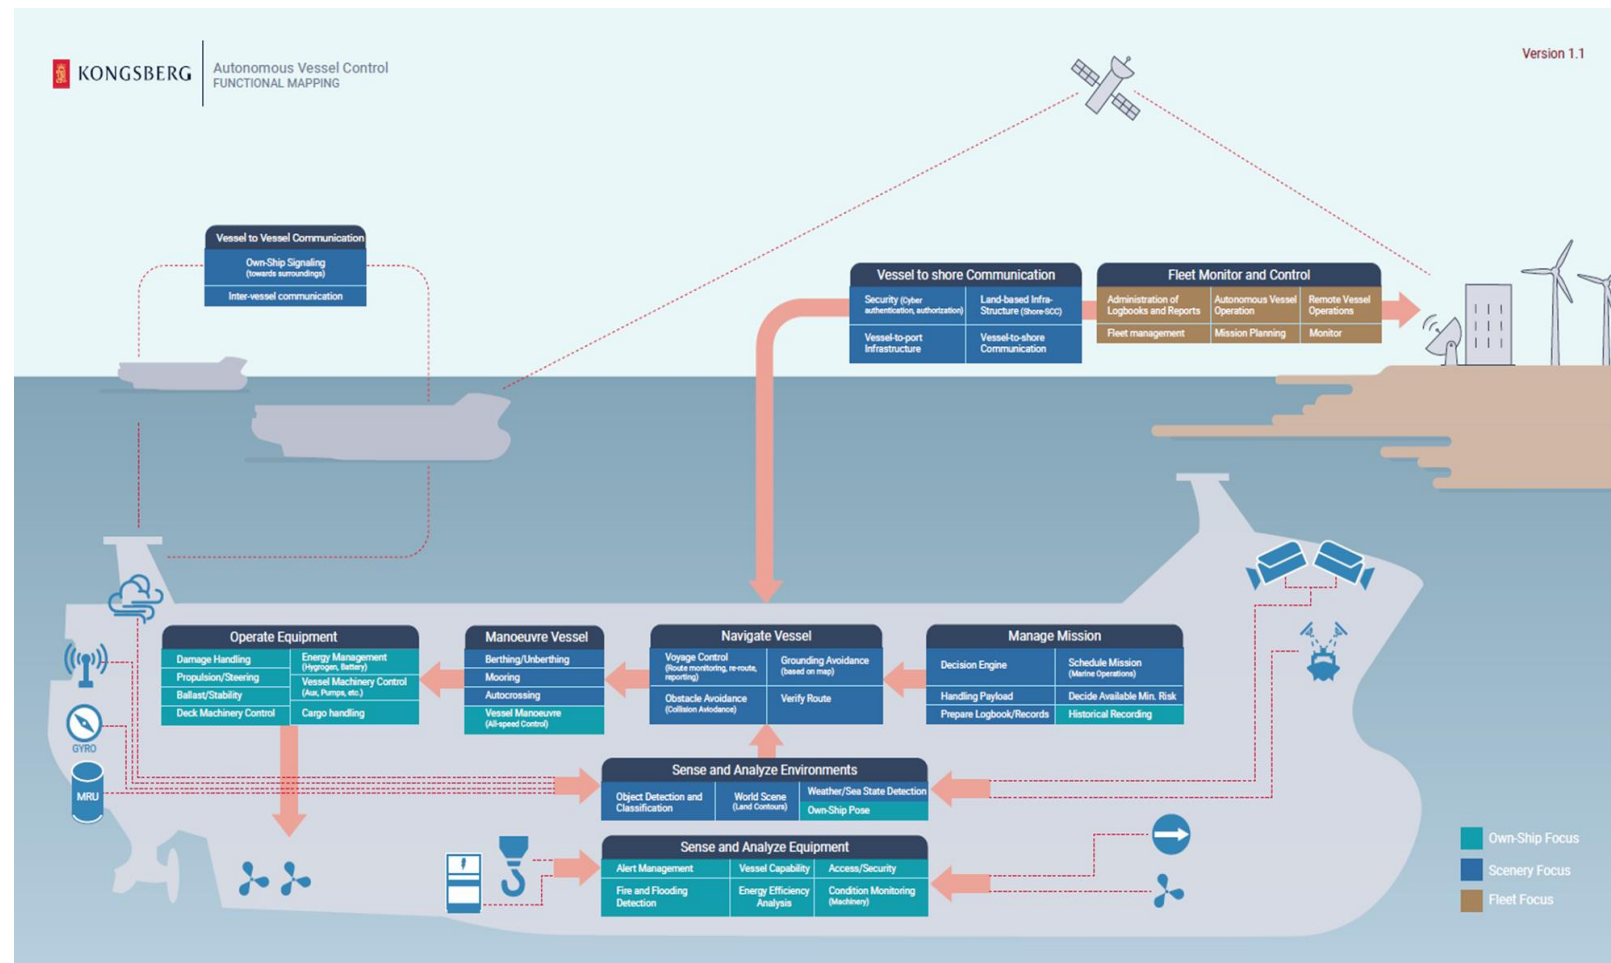 KONGSBERG
Autonomous Vessel Control
FUNCTIONAL MAPPING
Version 1.1
Vessel to Vessel Communication
Own-Ship Signaling
(towards surroundings)
Inter-vessel communication
Vessel to shore Communication
Security (Cyber
authentication, authorization)
Land-based Infra-
Structure (Shore-SCC)
Vessel-to-port
Infrastructure
Vessel-to-shore
Communication
Fleet Monitor and Control
Administration of
Logbooks and Reports
Autonomous Vessel
Operation
Remote Vessel
Operations
Fleet management
Mission Planning
Monitor
Operate Equipment
Damage Handling
Propulsion/Steering
Ballast/Stability
Deck Machinery Control
Energy Management
(Hygrogen, Battery)
Vessel Machinery Control
(Aux, Pumps, etc.)
Cargo handling
Manoeuvre Vessel
Berthing/Unberthing
Mooring
Autocrossing
Vessel Manoeuvre
(All-speed Control)
Navigate Vessel
Voyage Control
(Route monitoring, re-route,
reporting)
Grounding Avoidance
(based on map)
Obstacle Avoidance
(Collision Aviodance)
Verify Route
Manage Mission
Decision Engine
Schedule Mission
(Marine Operations)
Handling Payload
Decide Available Min. Risk
Prepare Logbook/Records
Historical Recording
GYRO
MRU
Sense and Analyze Environments
Object Detection and
Classification
World Scene
(Land Contours)
Weather/Sea State Detection
Own-Ship Pose
Sense and Analyze Equipment
Alert Management
Vessel Capability
Access/Security
Fire and Flooding
Detection
Energy Efficiency
Analysis
Condition Monitoring
(Machinery)
Own-Ship Focus
Scenery Focus
Fleet Focus